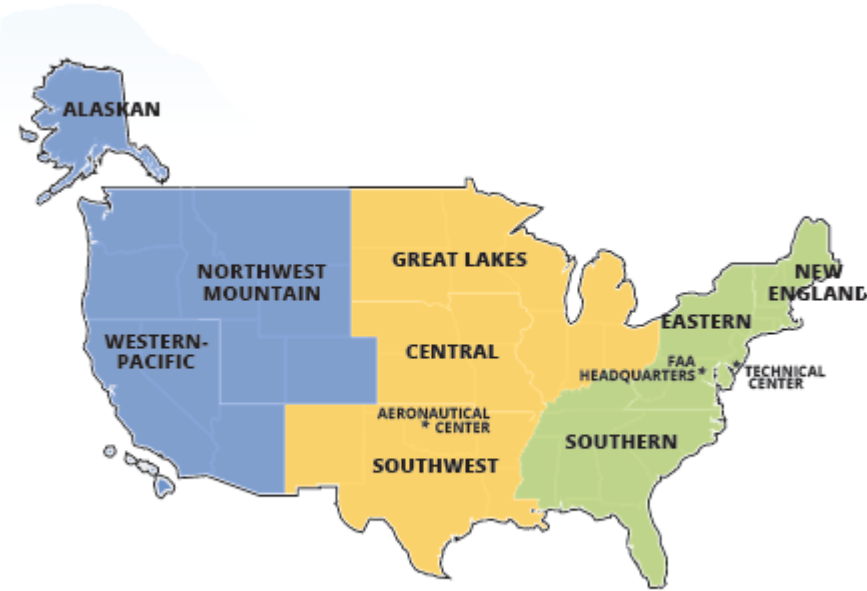 ALASKAN
NORTHWEST
MOUNTAIN
GREAT LAKES
NEW
ENGLAND
EASTERN
WESTERN-
PACIFIC
CENTRAL
FAA
HEADQUARTERS
TECHNICAL
CENTER
AERONAUTICAL
CENTER
SOUTHERN
SOUTHWEST